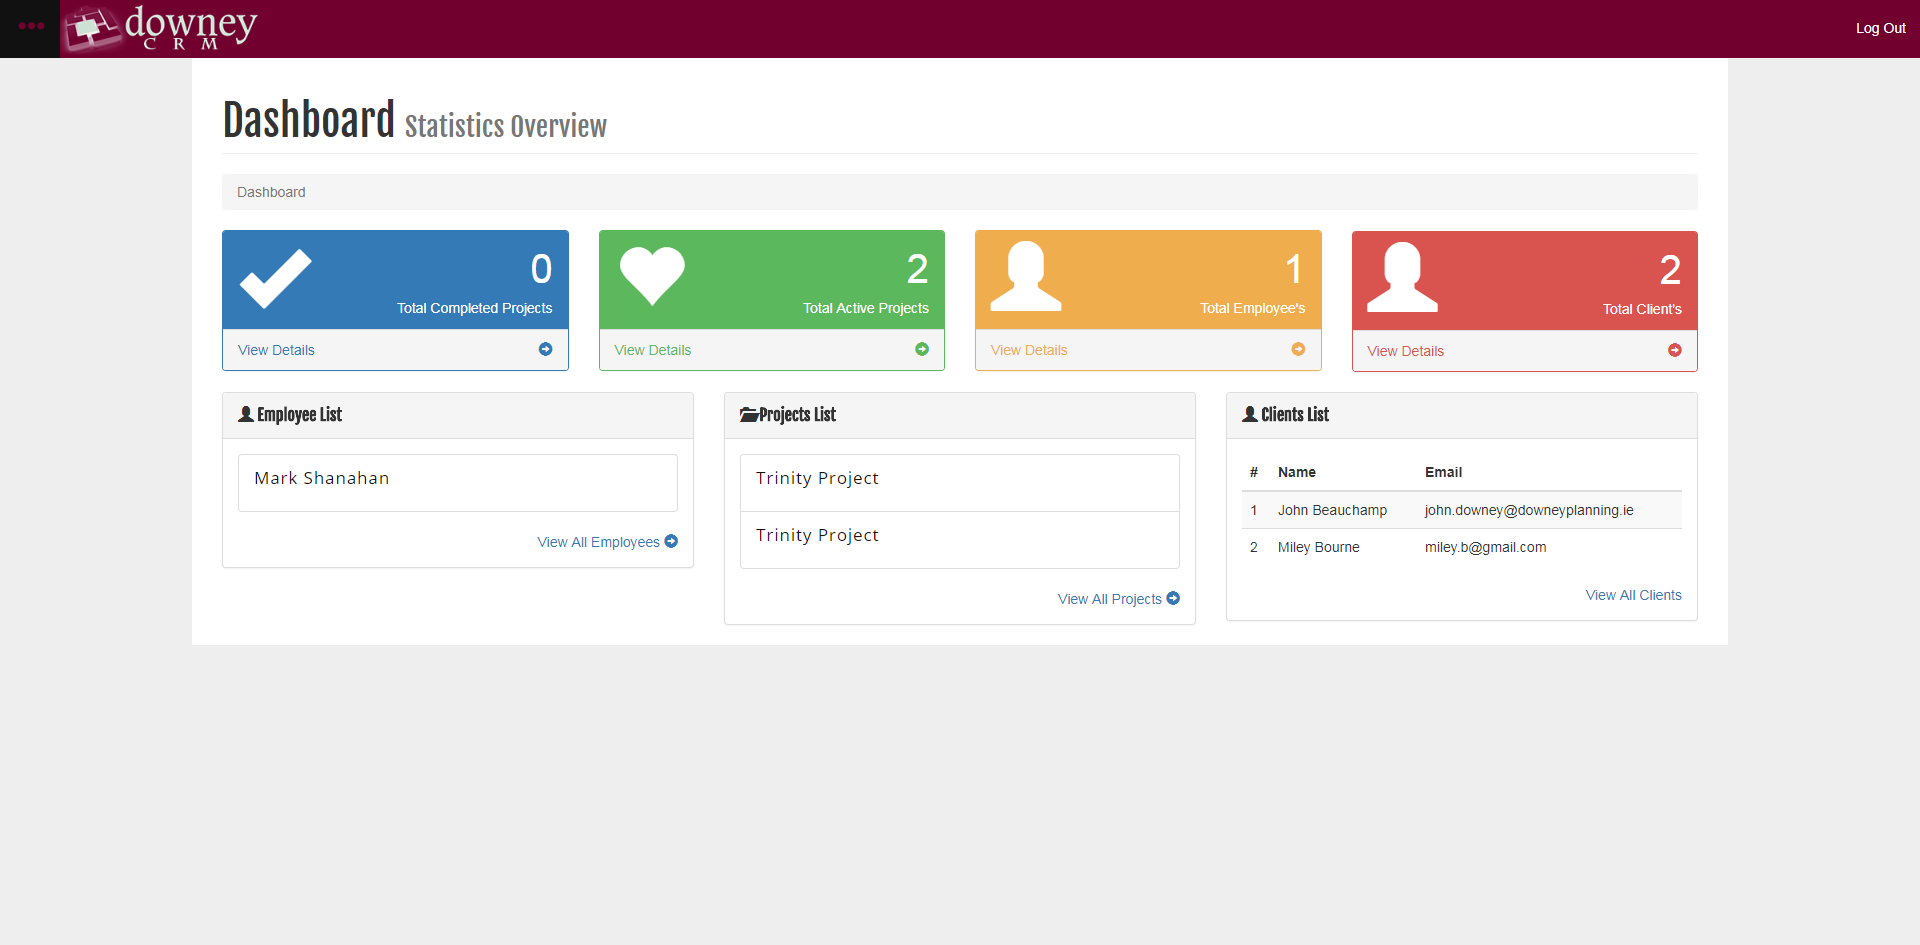 downey
CRM
Log Out
Dashboard Statistics Overview
Dashboard
0
Total Completed Projects
View Details
2
Total Active Projects
View Details
1
Total Employee's
View Details
2
Total Client's
View Details
Employee List
Mark Shanahan
View All Employees
Projects List
Trinity Project
Trinity Project
View All Projects
Clients List
# Name Email
1 John Beauchamp john.downey@downeyplanning.ie
2 Miley Bourne miley.b@gmail.com
View All Clients